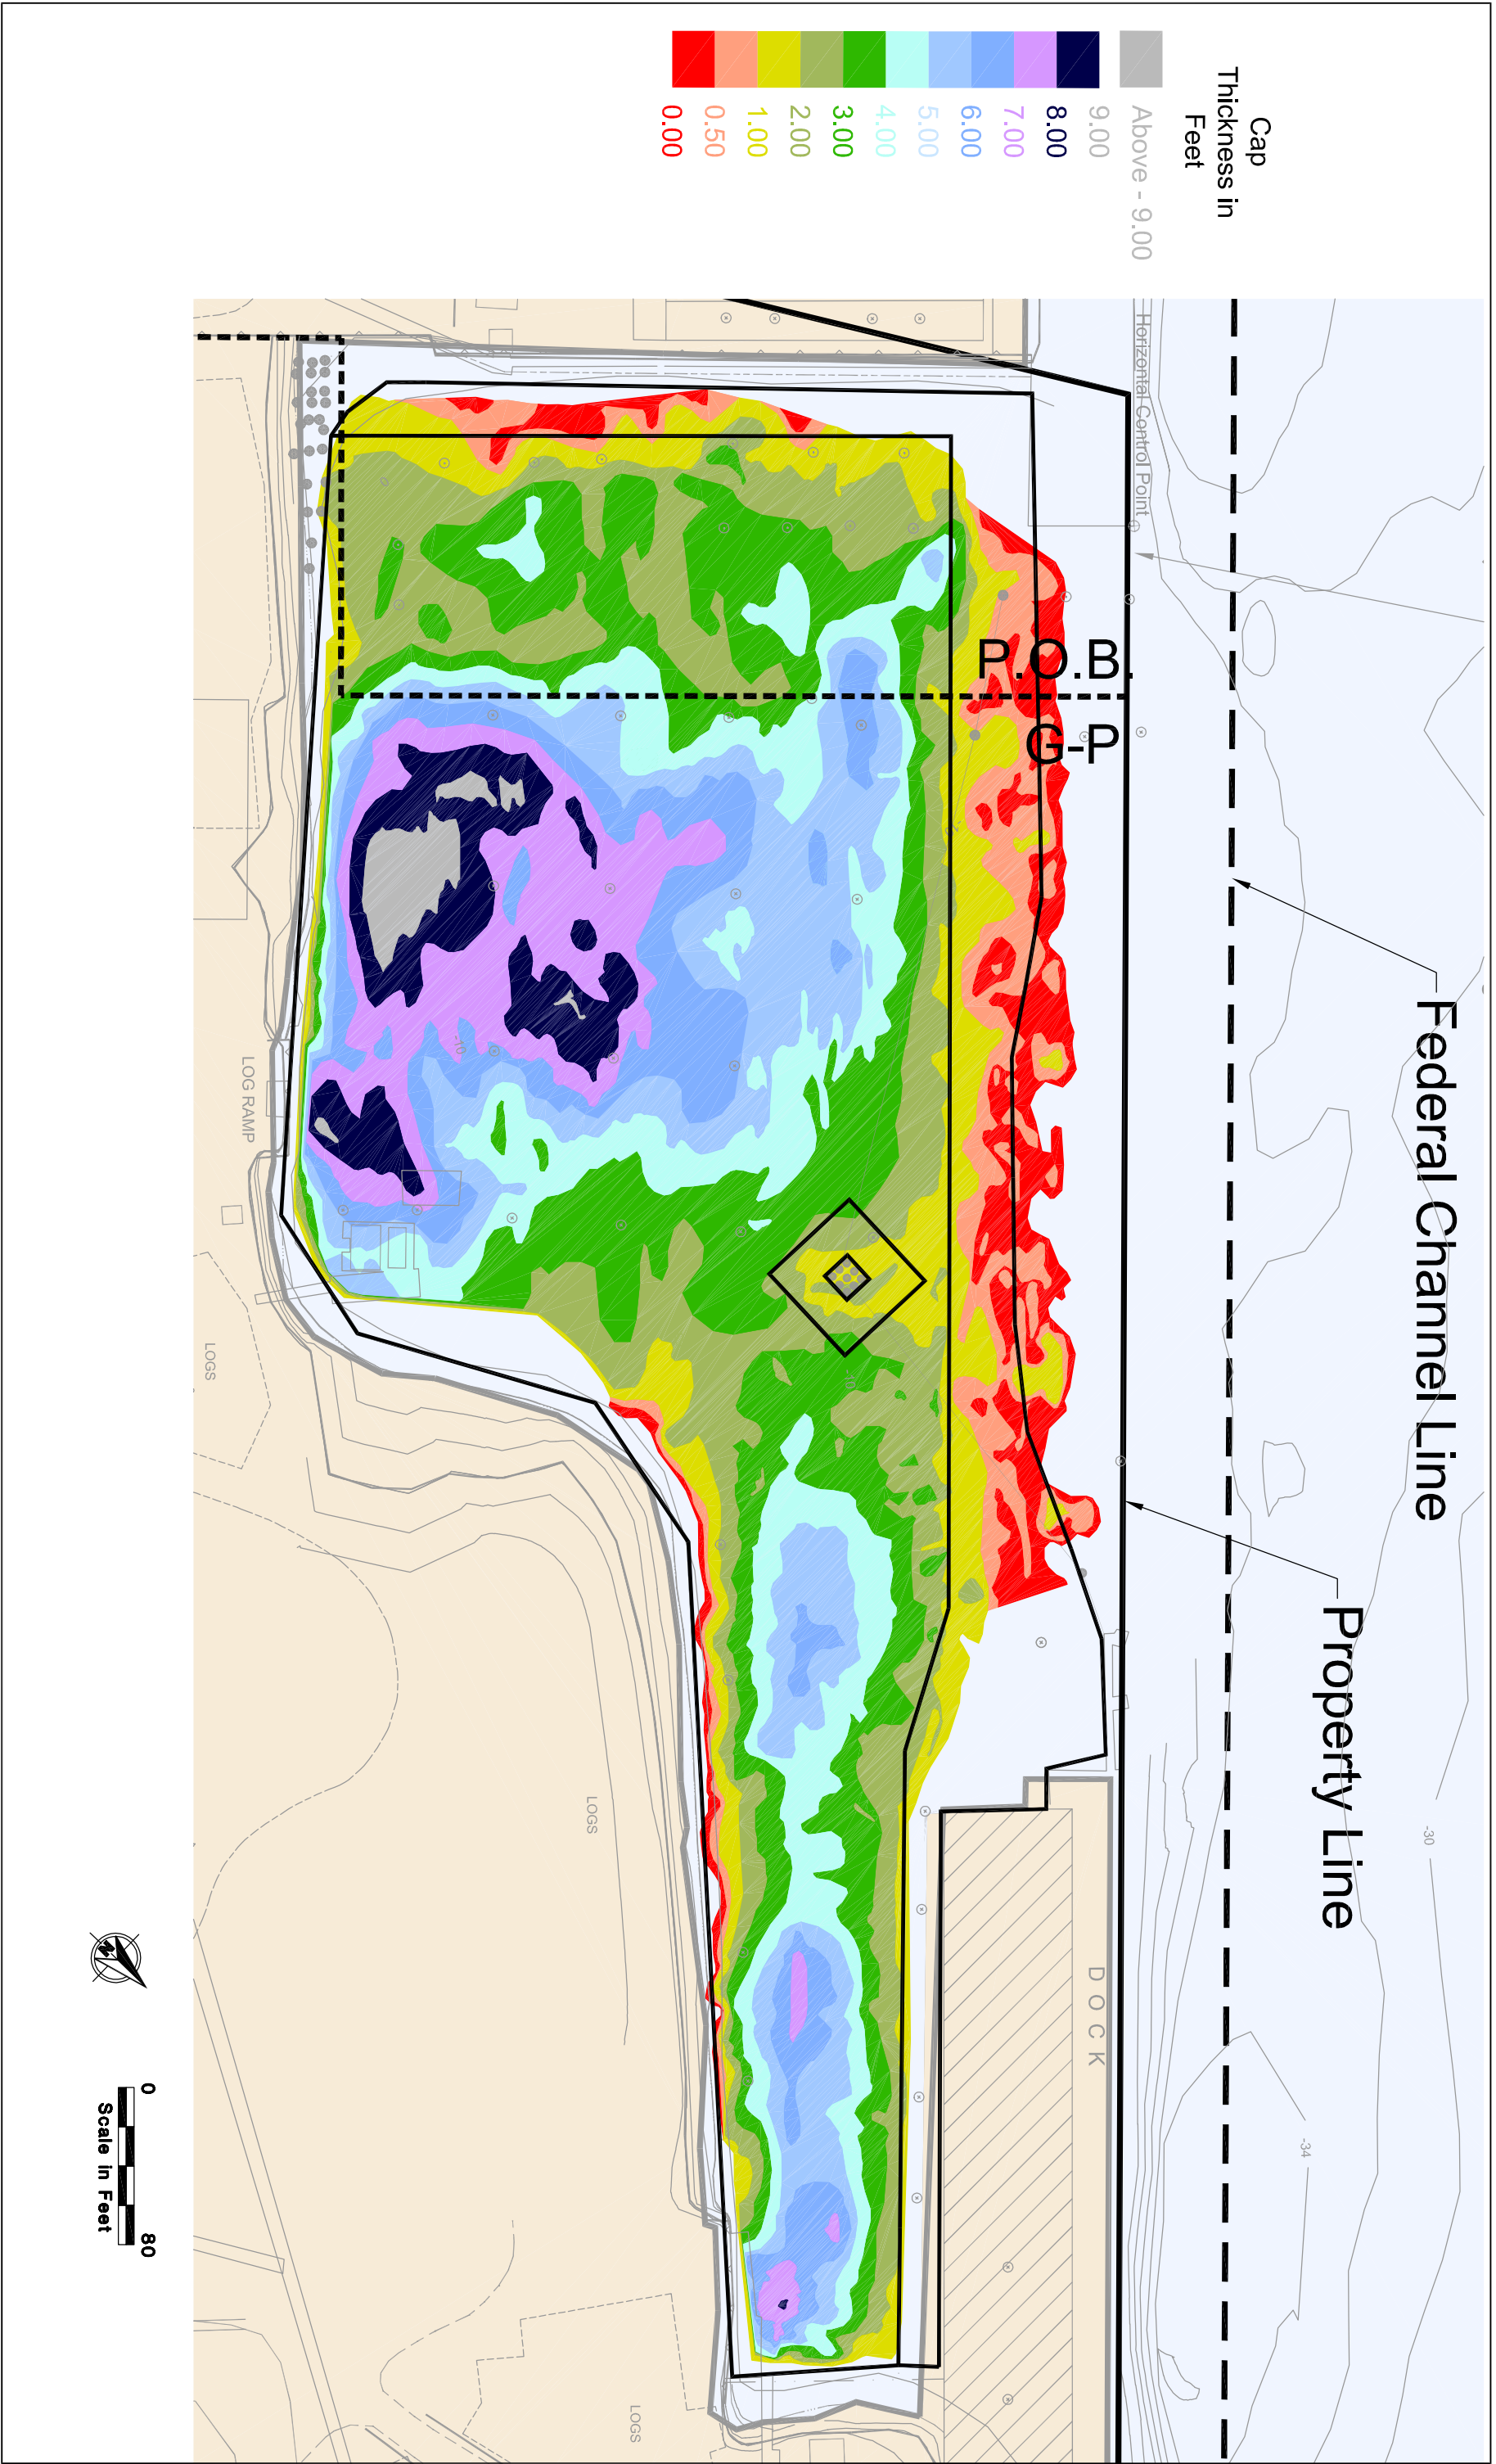 Cap
Thickness in
Feet
Above - 9.00
9.00
8.00
7.00
6.00
5.00
4.00
3.00
2.00
1.00
0.50
0.00
Horizontal Control Point
P.O.B.
G-P
Federal Channel Line
Property Line
-10
LOG RAMP
LOGS
LOGS
LOGS
DOCK
-30
-34
N
0
80
Scale in Feet